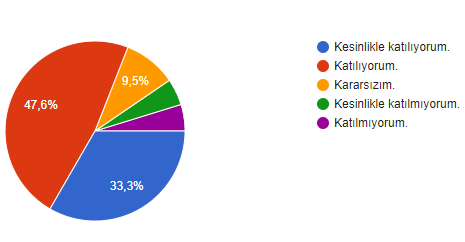 47,6%
9,5%
33,3%
Kesinlikle katılıyorum.
Katılıyorum.
Kararsızım.
Kesinlikle katılmıyorum.
Katılmıyorum.